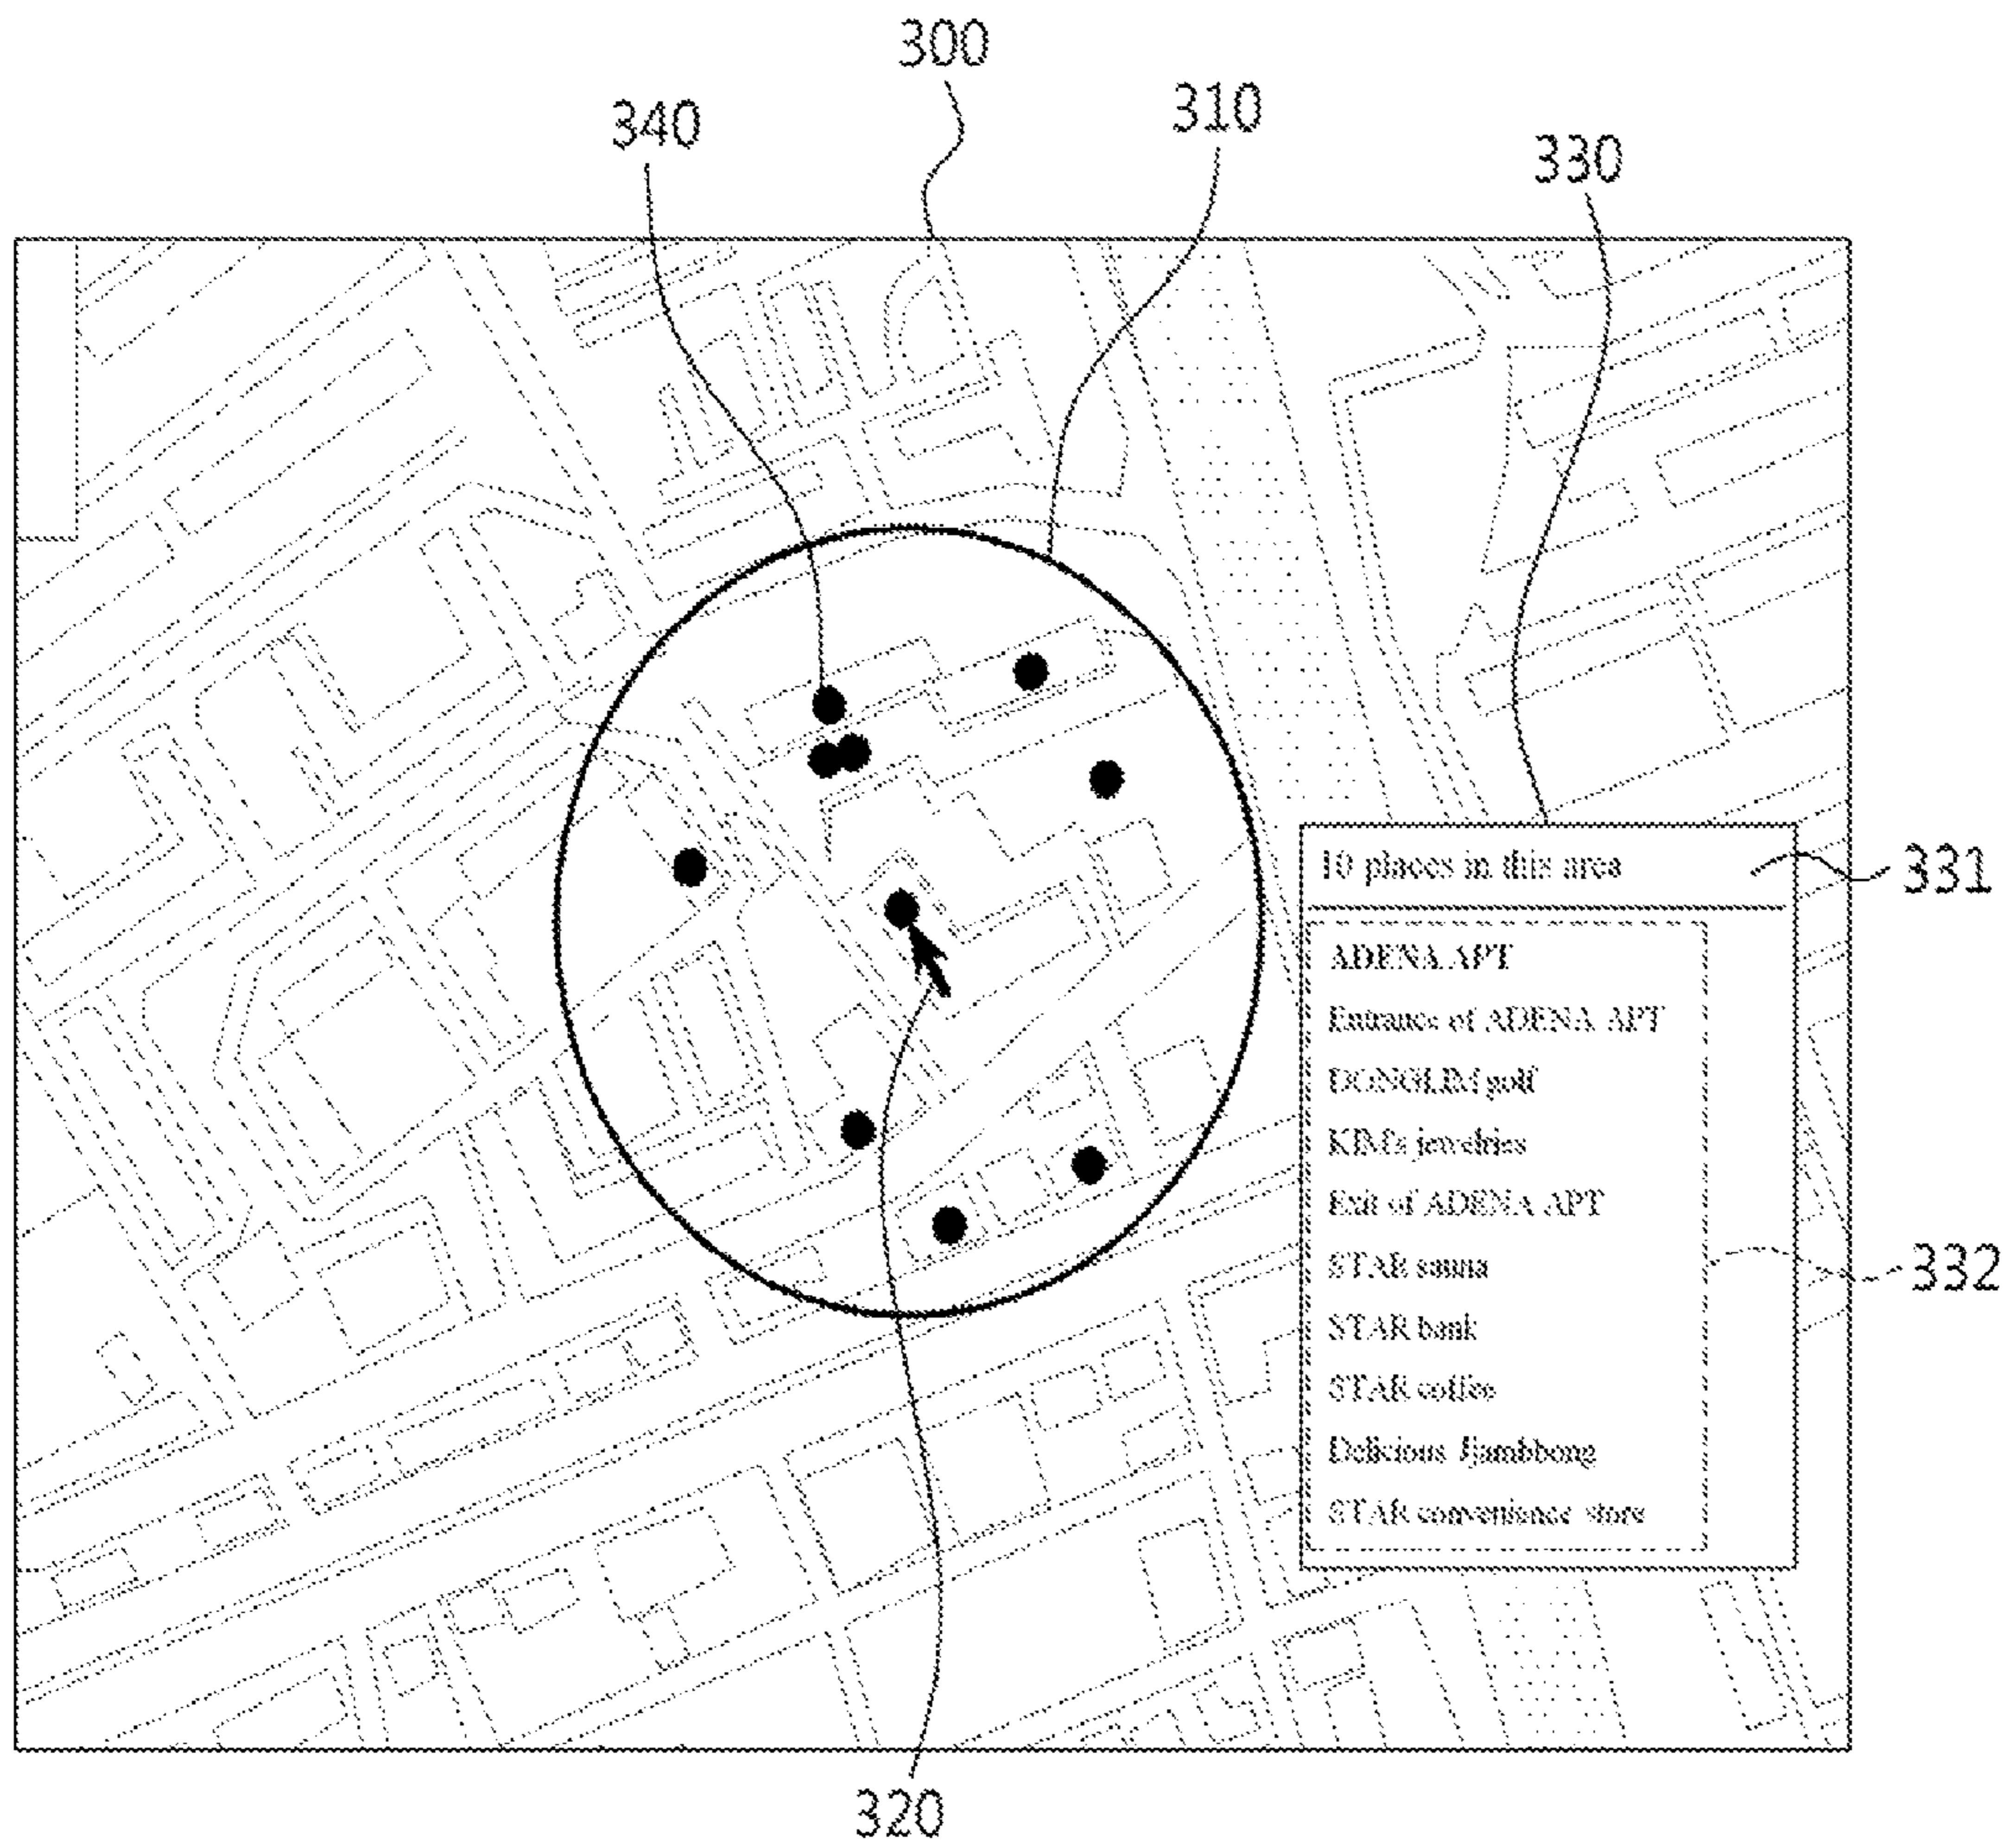 300
340
310
330
10 places in this area
331
ADENA APT
Entrance of ADENA APT
DONGLIM golf
KIM's jewelries
Exit of ADENA APT
STAR sauna
332
STAR bank
STAR coffee
Delicious Jjambbong
STAR convenience store
320